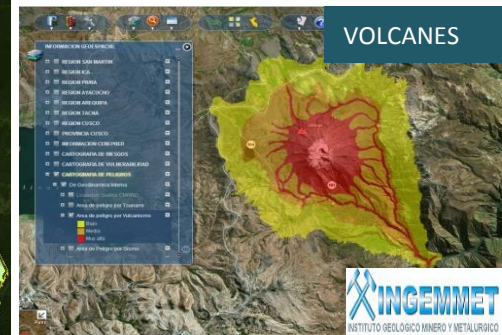 VOLCANES
INFORMACION GEOESPACIAL
REGION SAN MARTIN
REGION ICA
REGION PIURA
REGION AYACUCHO
REGION AREQUIPA
REGION TACNA
REGION CUSCO
PROVINCIA CUSCO
CARTOGRAFIA DE RIESGOS
CARTOGRAFIA DE VULNERABILIDAD
CARTOGRAFIA DE PELIGROS
De Geodinamica Interna
Area de peligro por Tsunami
Area de peligro por Vulcanismo
Bajo
Medio
Muy alto
Area de Peligro por Sismo
INGEMMET
INSTITUTO GEOLÓGICO MINERO Y METALÚRGICO